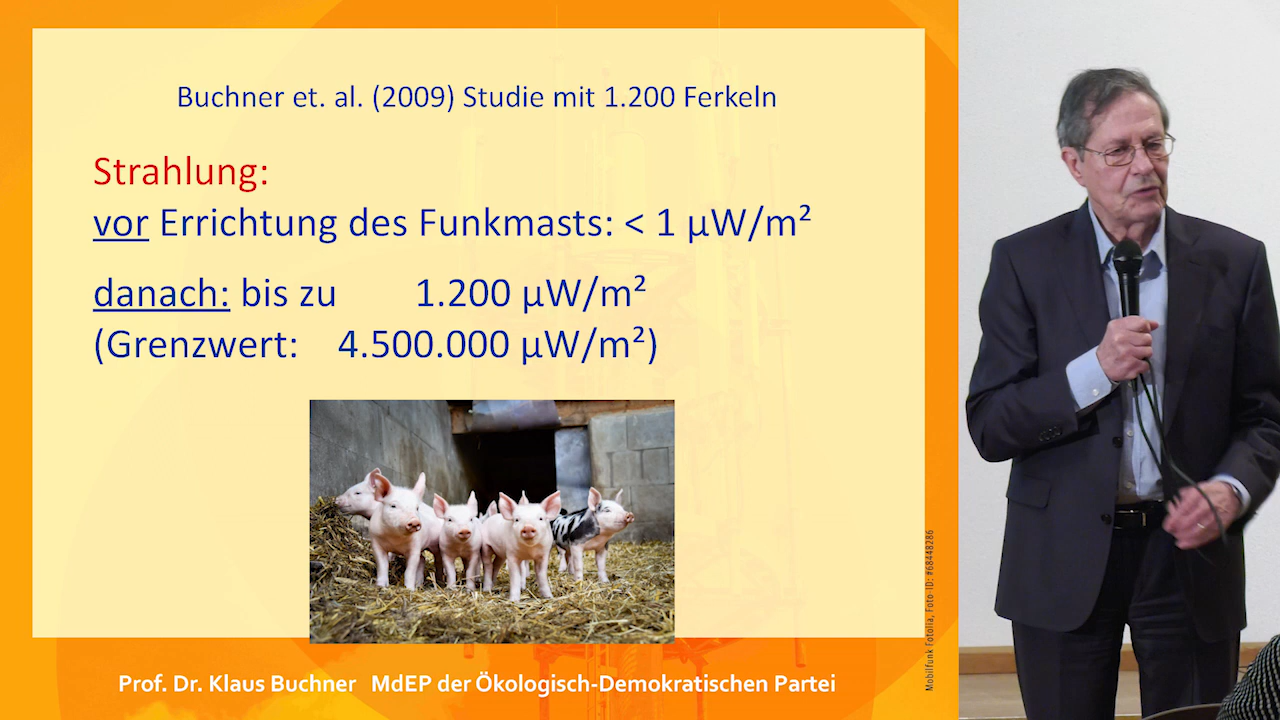 Buchner et. al. (2009) Studie mit 1.200 Ferkeln
Strahlung:
vor Errichtung des Funkmasts: < 1 µW/m²
danach: bis zu 1.200 µW/m²
(Grenzwert: 4.500.000 µW/m²)
Mobilfunk Fotolia, Foto-ID: #68448286
Prof. Dr. Klaus Buchner MdEP der Ökologisch-Demokratischen Partei